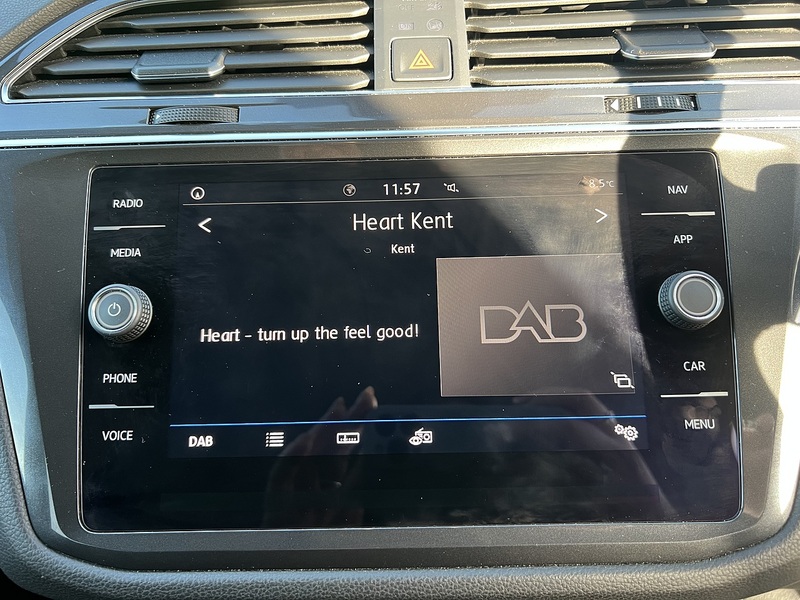 RADIO
MEDIA
PHONE
VOICE
11:57
8.5°C
Heart Kent
Kent
Heart - turn up the feel good!
DAB
DAB
NAV
APP
CAR
MENU